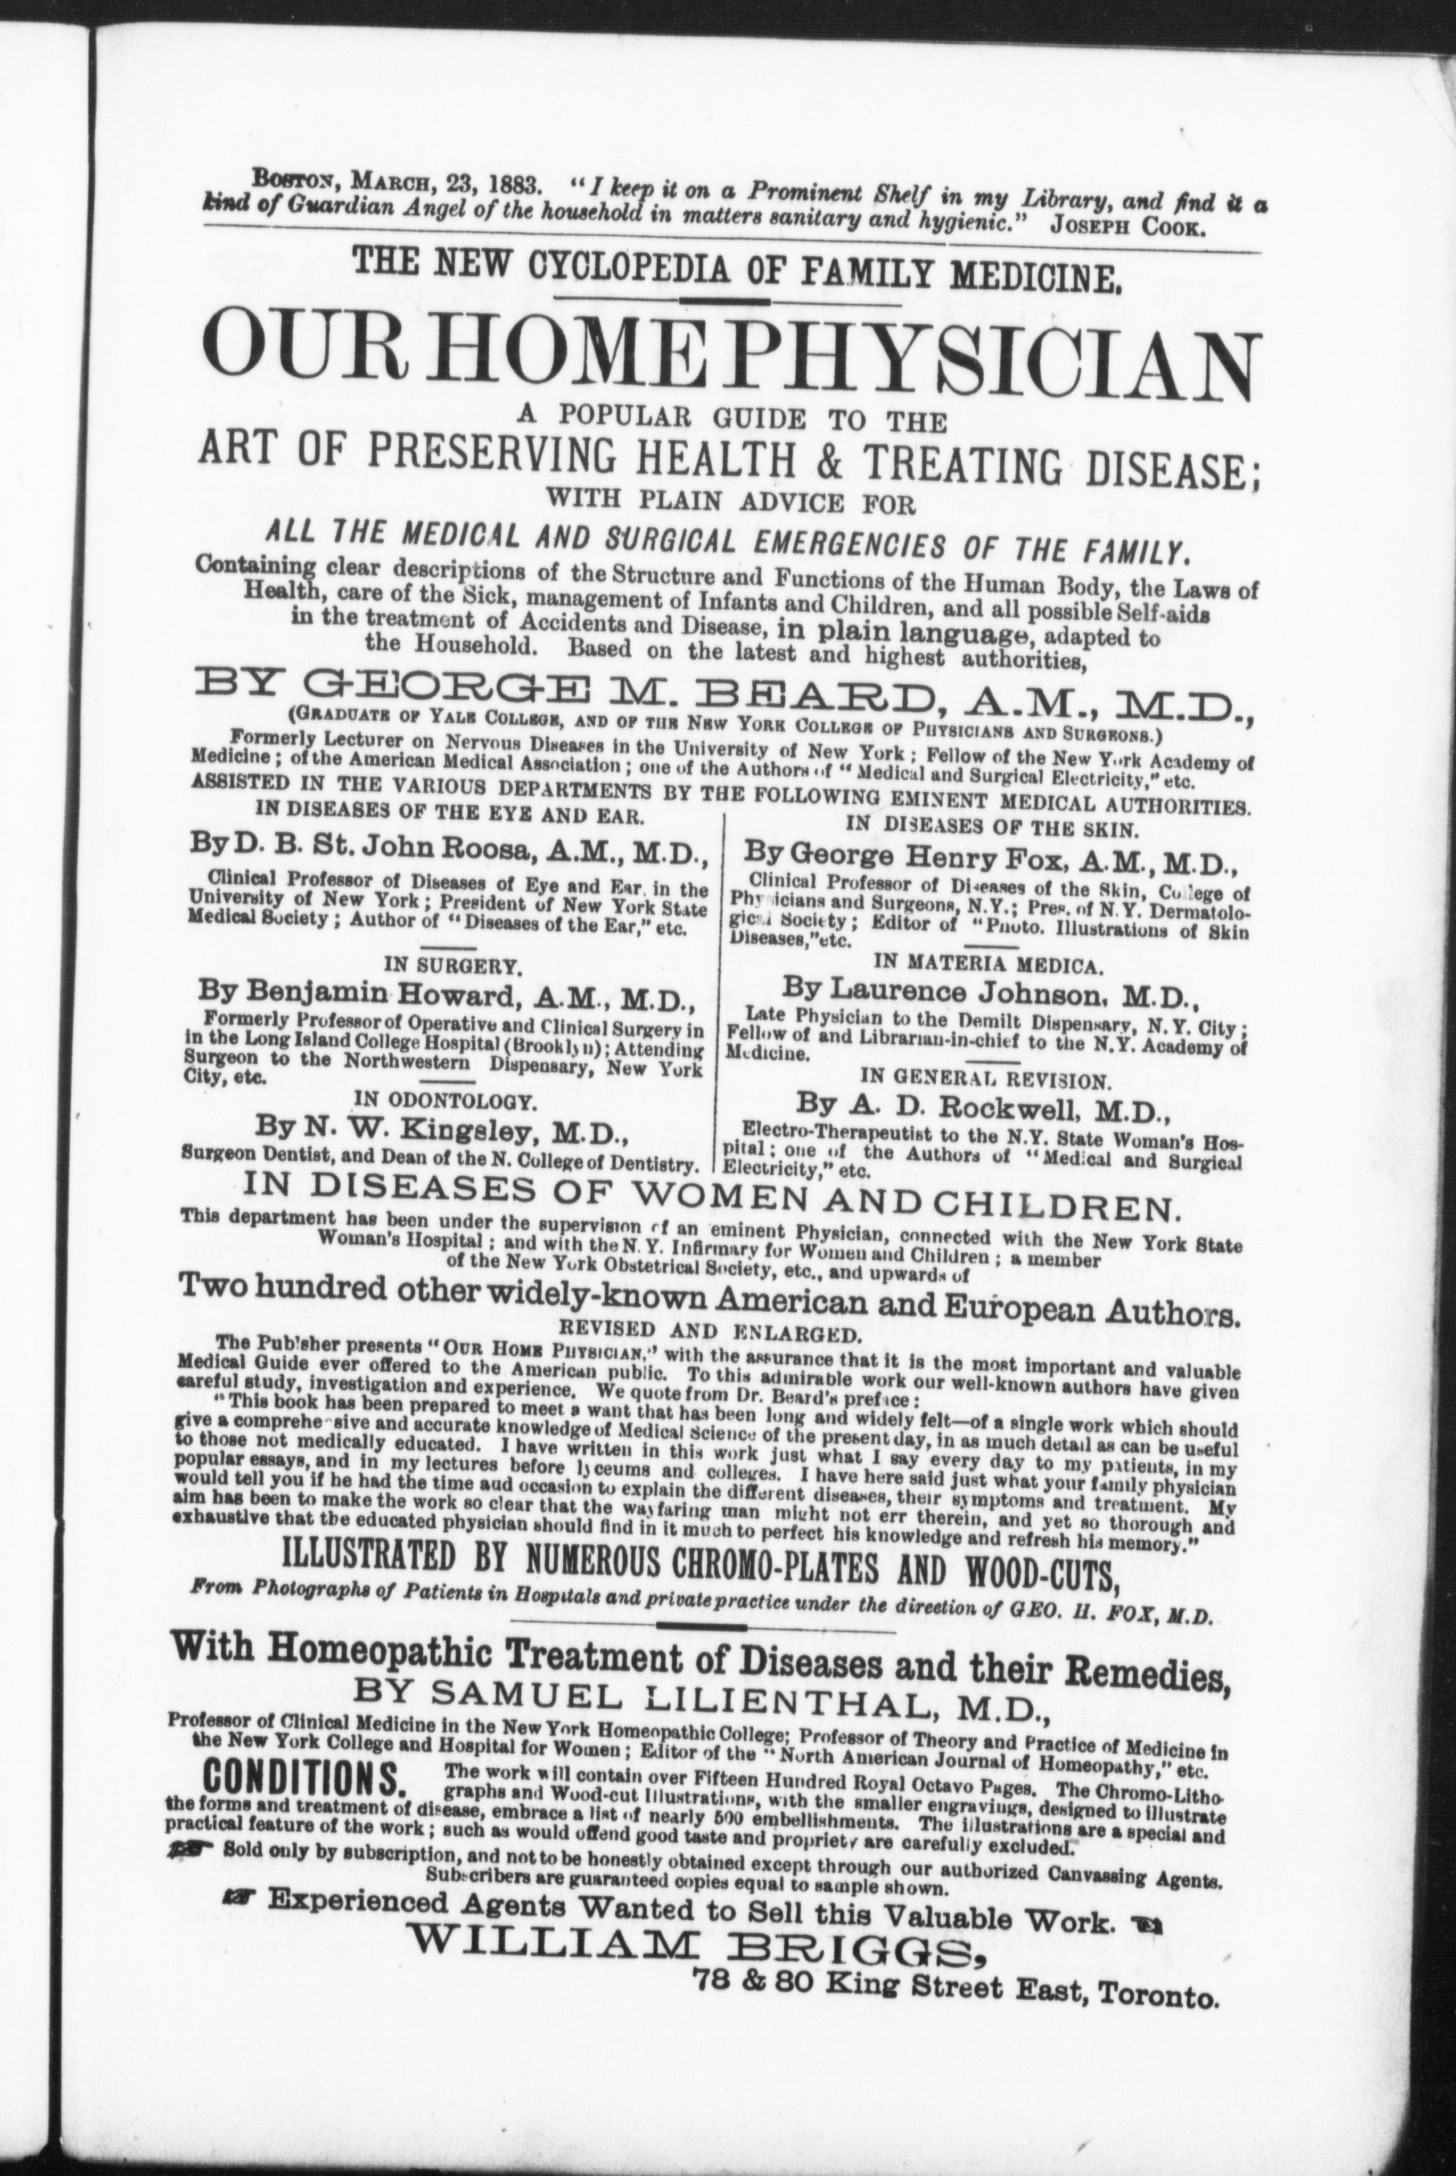 BOSTON, MARCH, 23, 1883. "I keep it on a Prominent Shelf in my Library, and find it a
kind of Guardian Angel of the household in matters sanitary and hygienic." JOSEPH COOK.
THE NEW CYCLOPEDIA OF FAMILY MEDICINE.
OUR HOME PHYSICIAN
A POPULAR GUIDE TO THE
ART OF PRESERVING HEALTH & TREATING DISEASE;
WITH PLAIN ADVICE FOR
ALL THE MEDICAL AND SURGICAL EMERGENCIES OF THE FAMILY.
Containing clear descriptions of the Structure and Functions of the Human Body, the Laws of
Health, care of the Sick, management of Infants and Children, and all possible Self-aids
in the treatment of Accidents and Disease, in plain language, adapted to
the Household. Based on the latest and highest authorities,
BY GEORGE M. BEARD, A.M., M.D.,
(GRADUATE OF YALE COLLEGE, AND OF THE NEW YORK COLLEGE OF PHYSICIANS AND SURGEONS.)
Formerly Lecturer on Nervous Diseases in the University of New York; Fellow of the New York Academy of
Medicine; of the American Medical Association; one of the Authors of "Medical and Surgical Electricity," etc.
ASSISTED IN THE VARIOUS DEPARTMENTS BY THE FOLLOWING EMINENT MEDICAL AUTHORITIES.
IN DISEASES OF THE EYE AND EAR.
By D. B. St. John Roosa, A.M., M.D.,
Clinical Professor of Diseases of Eye and Ear, in the
University of New York; President of New York State
Medical Society; Author of "Diseases of the Ear," etc.
IN SURGERY.
By Benjamin Howard, A.M., M.D.,
Formerly Professor of Operative and Clinical Surgery in
in the Long Island College Hospital (Brooklyn); Attending
Surgeon to the Northwestern Dispensary, New York
City, etc.
IN ODONTOLOGY.
By N. W. Kingsley, M.D.,
Surgeon Dentist, and Dean of the N. College of Dentistry.
IN DISEASES OF THE SKIN.
By George Henry Fox, A.M., M.D.,
Clinical Professor of Diseases of the Skin, College of
Physicians and Surgeons, N.Y.; Pres. of N.Y. Dermatolo-
gical Society; Editor of "Photo. Illustrations of Skin
Diseases," etc.
IN MATERIA MEDICA.
By Laurence Johnson, M.D.,
Late Physician to the Demilt Dispensary, N.Y. City;
Fellow of and Librarian-in-chief to the N.Y. Academy of
Medicine.
IN GENERAL REVISION.
By A. D. Rockwell, M.D.,
Electro-Therapeutist to the N.Y. State Woman's Hos-
pital; one of the Authors of "Medical and Surgical
Electricity," etc.
IN DISEASES OF WOMEN AND CHILDREN.
This department has been under the supervision of an eminent Physician, connected with the New York State
Woman's Hospital; and with the N.Y. Infirmary for Women and Children; a member
of the New York Obstetrical Society, etc., and upwards of
Two hundred other widely-known American and European Authors.
REVISED AND ENLARGED.
The Publsher presents "OUR HOME PHYSICIAN," with the assurance that it is the most important and valuable
Medical Guide ever offered to the American public. To this admirable work our well-known authors have given
careful study, investigation and experience. We quote from Dr. Beard's preface:
"This book has been prepared to meet a want that has been long and widely felt—of a single work which should
give a comprehensive and accurate knowledge of Medical Science of the present day, in as much detail as can be useful
to those not medically educated. I have written in this work just what I say every day to my patients, in my
popular essays, and in my lectures before lyceums and colleges. I have here said just what your family physician
would tell you if he had the time and occasion to explain the different diseases, their symptoms and treatment. My
aim has been to make the work so clear that the wayfaring man might not err therein, and yet so thorough and
exhaustive that the educated physician should find in it much to perfect his knowledge and refresh his memory."
ILLUSTRATED BY NUMEROUS CHROMO-PLATES AND WOOD-CUTS,
From Photographs of Patients in Hospitals and private practice under the direction of GEO. H. FOX, M.D.
With Homeopathic Treatment of Diseases and their Remedies,
BY SAMUEL LILIENTHAL, M.D.,
Professor of Clinical Medicine in the New York Homeopathic College; Professor of Theory and Practice of Medicine in
the New York College and Hospital for Women; Editor of the "North American Journal of Homeopathy," etc.
CONDITIONS. The work will contain over Fifteen Hundred Royal Octavo Pages. The Chromo-Litho-
graphs and Wood-cut Illustrations, with the smaller engravings, designed to illustrate
the forms and treatment of disease, embrace a list of nearly 500 embellishments. The illustrations are a special and
practical feature of the work; such as would offend good taste and propriety are carefully excluded.
☞ Sold only by subscription, and not to be honestly obtained except through our authorized Canvassing Agents.
Subscribers are guaranteed copies equal to sample shown.
☞ Experienced Agents Wanted to Sell this Valuable Work. ☜
WILLIAM BRIGGS,
78 & 80 King Street East, Toronto.